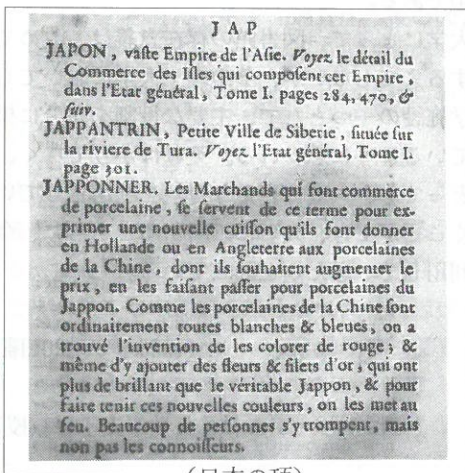 JAP
JAPON, vaſte Empire de l'Aſie. Voyez le détail du
Commerce des Iſles qui compoſent cet Empire,
dans l'Etat général, Tome I. pages 284, 470, &
ſuiv.
JAPPANTRIN, Petite Ville de Siberie, ſituée ſur
la riviere de Tura. Voyez l'Etat général, Tome I.
page 301.
JAPPONNER. Les Marchands qui font commerce
de porcelaine, ſe ſervent de ce terme pour ex-
primer une nouvelle cuiſſon qu'ils font donner
en Hollande ou en Angleterre aux porcelaines
de la Chine, dont ils ſouhaitent augmenter le
prix, en les faiſant paſſer pour porcelaines du
Jappon. Comme les porcelaines de la Chine ſont
ordinairement toutes blanches & bleues, on a
trouvé l'invention de les colorer de rouge; &
même d'y ajouter des fleurs & filets d'or, qui ont
plus de brillant que le véritable Jappon, & pour
faire tenir ces nouvelles couleurs, on les met au
feu. Beaucoup de perſonnes s'y trompent, mais
non pas les connoiſſeurs.
(日本の項)